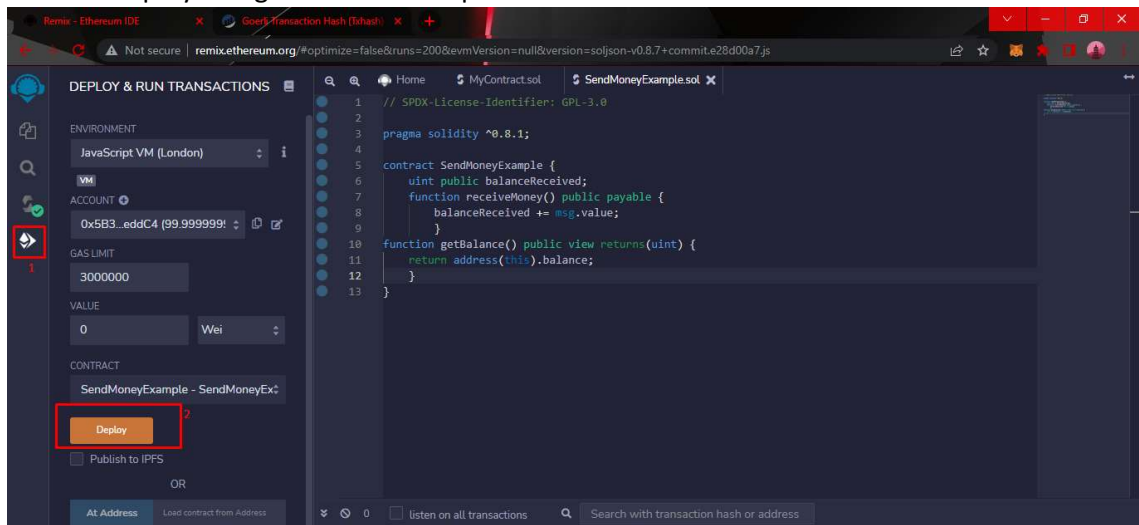 Remix - Ethereum IDE
Goerli Transaction Hash (Txhash)
Not secure
remix.ethereum.org/#optimize=false&runs=200&evmVersion=null&version=soljson-v0.8.7+commit.e28d00a7.js
DEPLOY & RUN TRANSACTIONS
ENVIRONMENT
JavaScript VM (London)
VM
ACCOUNT
0x5B3...eddC4 (99.9999999
GAS LIMIT
3000000
VALUE
0 Wei
CONTRACT
SendMoneyExample - SendMoneyEx
Deploy
Publish to IPFS
OR
At Address Load contract from Address
1
2
Home MyContract.sol SendMoneyExample.sol
1 // SPDX-License-Identifier: GPL-3.0
2
3 pragma solidity ^0.8.1;
4
5 contract SendMoneyExample {
6 uint public balanceReceived;
7 function receiveMoney() public payable {
8 balanceReceived += msg.value;
9 }
10 function getBalance() public view returns(uint) {
11 return address(this).balance;
12 }
13 }
0 listen on all transactions Search with transaction hash or address